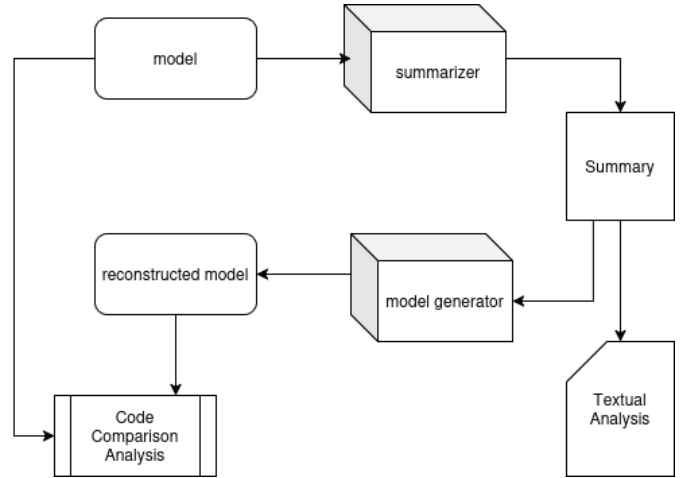 model
summarizer
Summary
reconstructed model
model generator
Textual
Analysis
Code
Comparison
Analysis